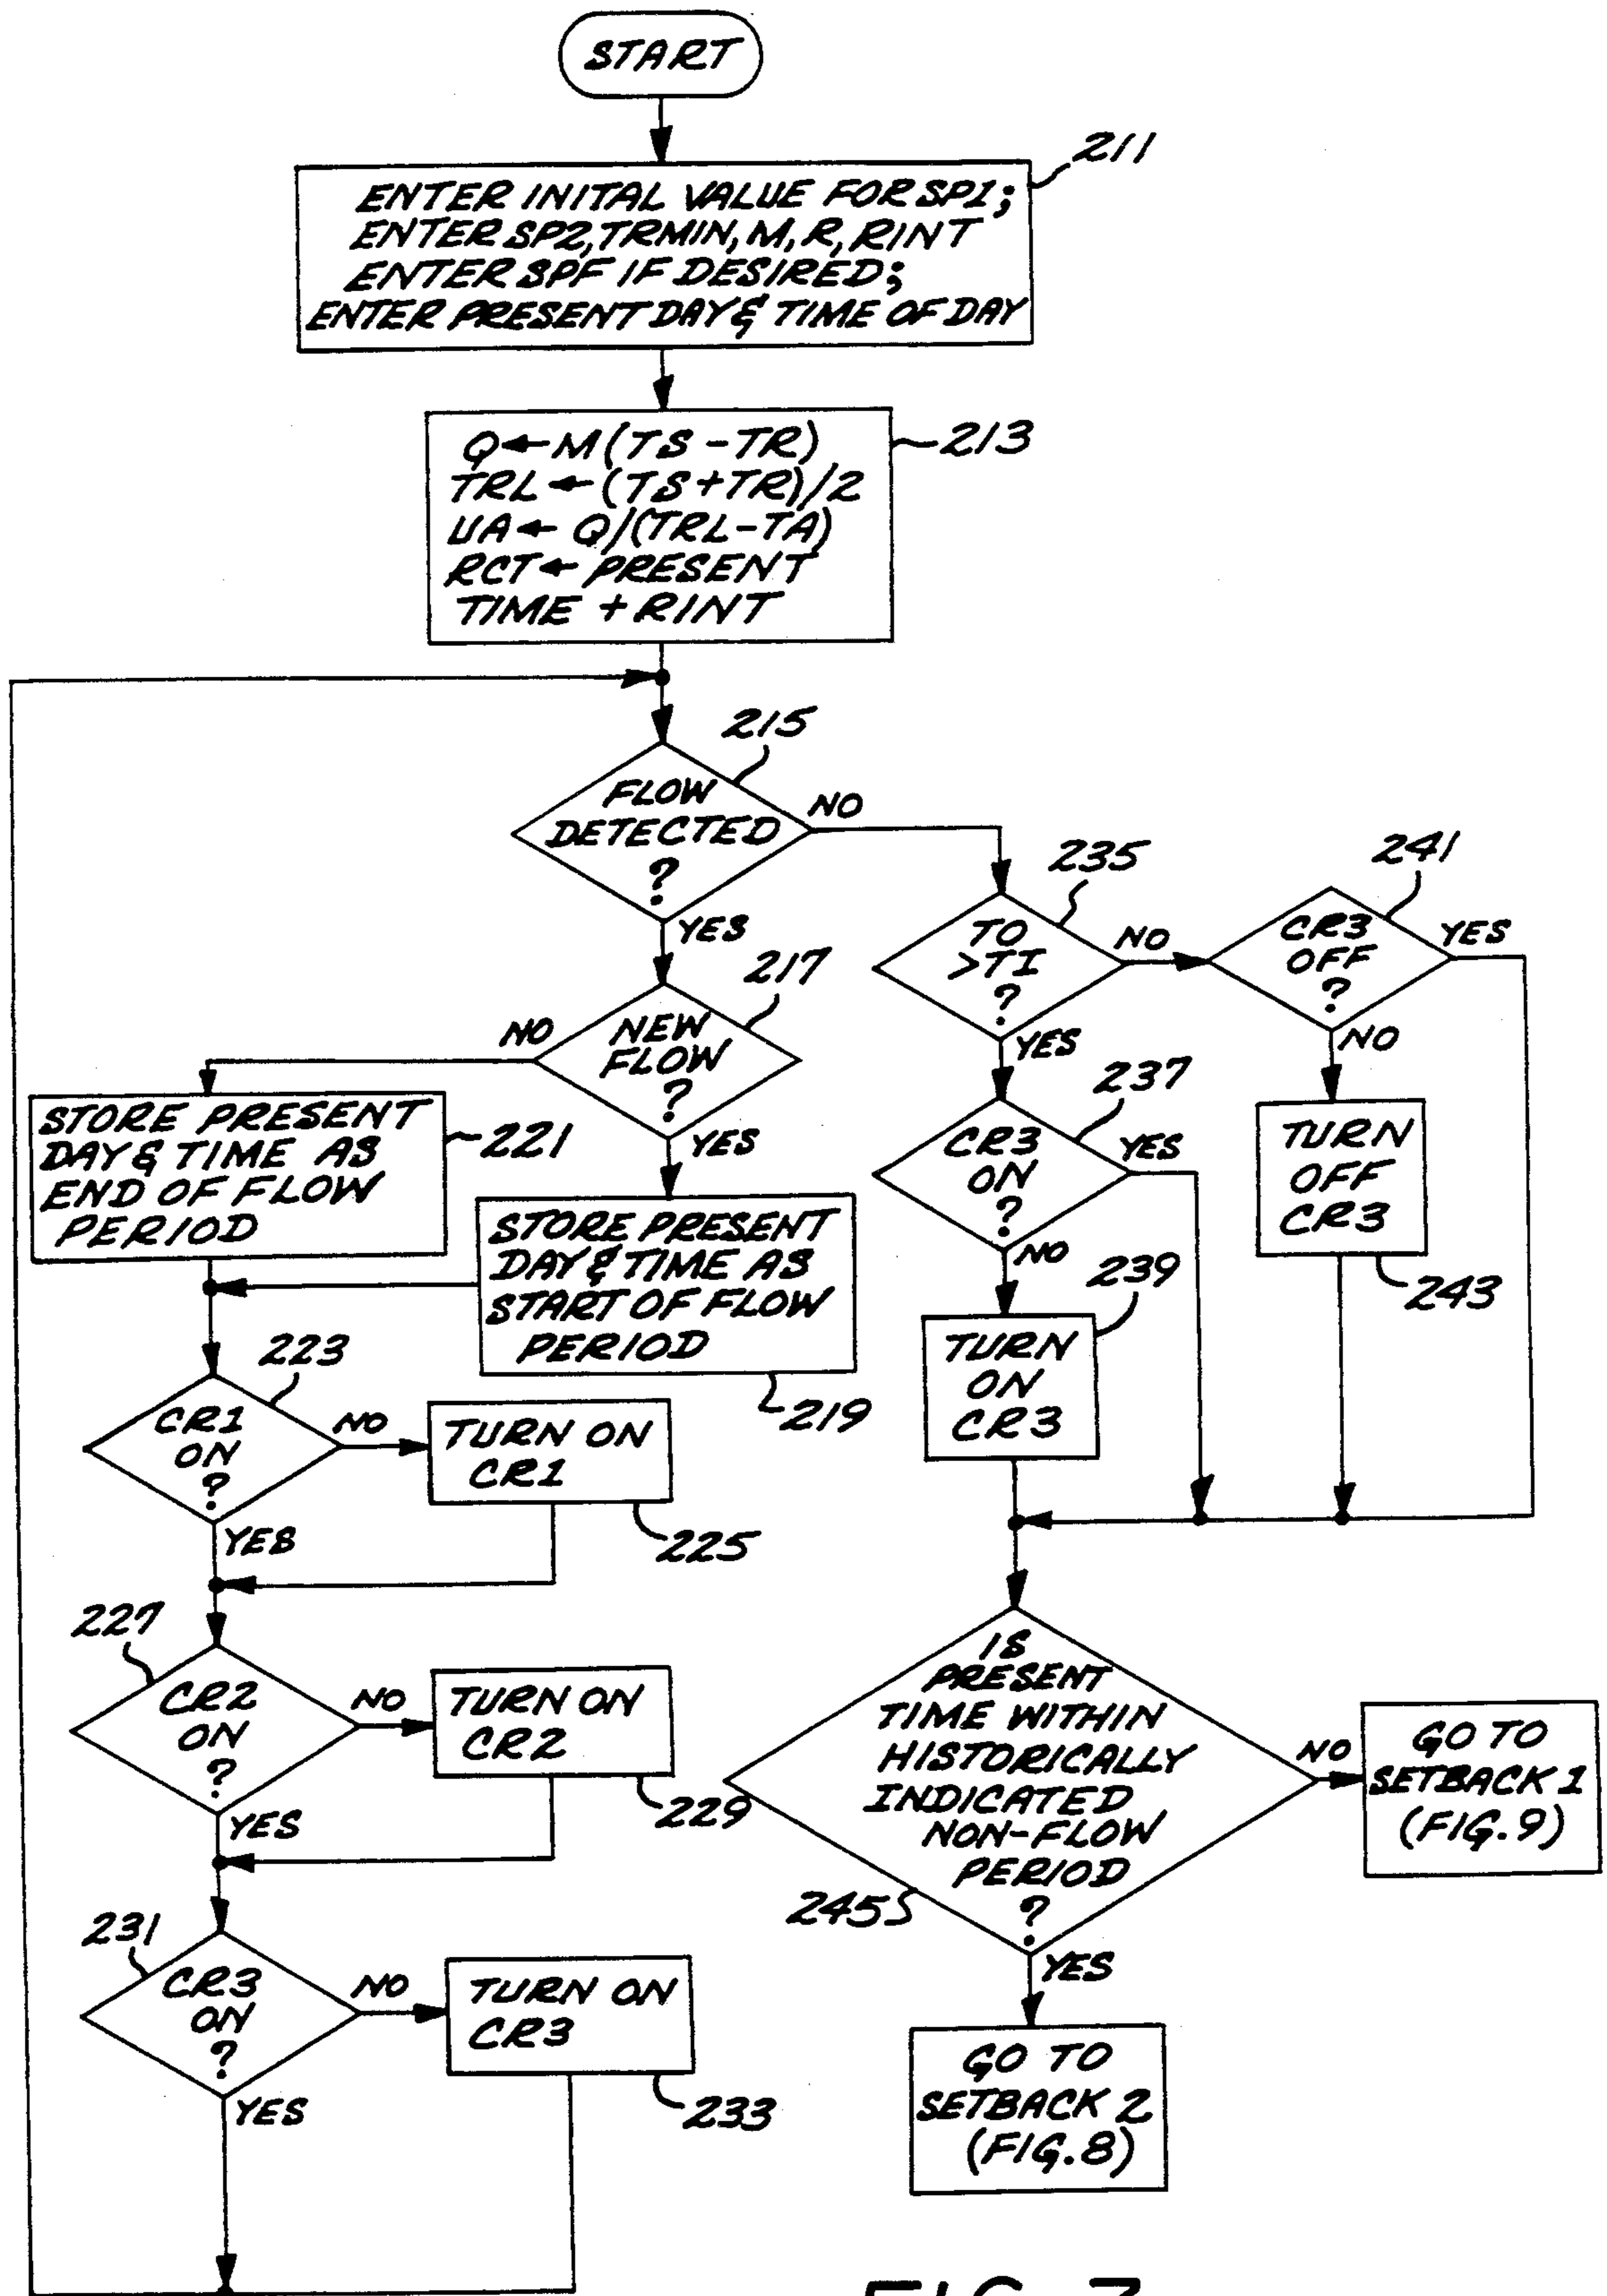 START
211
ENTER INITAL VALUE FOR SP1;
ENTER SP2, TRMIN, M, R, RINT
ENTER SPF IF DESIRED;
ENTER PRESENT DAY & TIME OF DAY
213
Q←M(TS-TR)
TRL←(TS+TR)/2
UA←Q/(TRL-TA)
RCT←PRESENT
TIME + RINT
215
FLOW
DETECTED
?
NO
YES
217
NEW
FLOW
?
NO
YES
STORE PRESENT
DAY & TIME AS
END OF FLOW
PERIOD
221
STORE PRESENT
DAY & TIME AS
START OF FLOW
PERIOD
219
223
CR1
ON
?
NO
YES
TURN ON
CR1
225
227
CR2
ON
?
NO
YES
TURN ON
CR2
229
231
CR3
ON
?
NO
YES
TURN ON
CR3
233
235
TO
>TI
?
NO
YES
241
CR3
OFF
?
YES
NO
237
CR3
ON
?
YES
NO
TURN
OFF
CR3
243
239
TURN
ON
CR3
IS
PRESENT
TIME WITHIN
HISTORICALLY
INDICATED
NON-FLOW
PERIOD
?
245
NO
YES
GO TO
SETBACK 1
(FIG.9)
GO TO
SETBACK 2
(FIG.8)